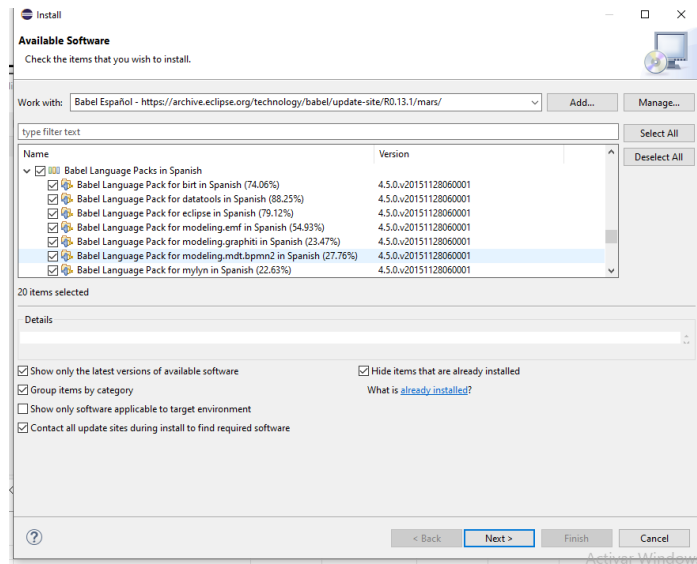 Install
Available Software
Check the items that you wish to install.
Work with: Babel Español - https://archive.eclipse.org/technology/babel/update-site/R0.13.1/mars/ Add... Manage...
type filter text Select All
Name Version Deselect All
Babel Language Packs in Spanish
Babel Language Pack for birt in Spanish (74.06%) 4.5.0.v20151128060001
Babel Language Pack for datatools in Spanish (88.25%) 4.5.0.v20151128060001
Babel Language Pack for eclipse in Spanish (79.12%) 4.5.0.v20151128060001
Babel Language Pack for modeling.emf in Spanish (54.93%) 4.5.0.v20151128060001
Babel Language Pack for modeling.graphiti in Spanish (23.47%) 4.5.0.v20151128060001
Babel Language Pack for modeling.mdt.bpmn2 in Spanish (27.76%) 4.5.0.v20151128060001
Babel Language Pack for mylyn in Spanish (22.63%) 4.5.0.v20151128060001
20 items selected
Details
Show only the latest versions of available software Hide items that are already installed
Group items by category What is already installed?
Show only software applicable to target environment
Contact all update sites during install to find required software
? < Back Next > Finish Cancel
Activar Window